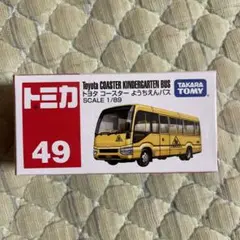 トミカ
49
Toyota COASTER KINDERGARTEN BUS
トヨタ コースター ようちえんバス
SCALE 1/89
TAKARA
TOMY